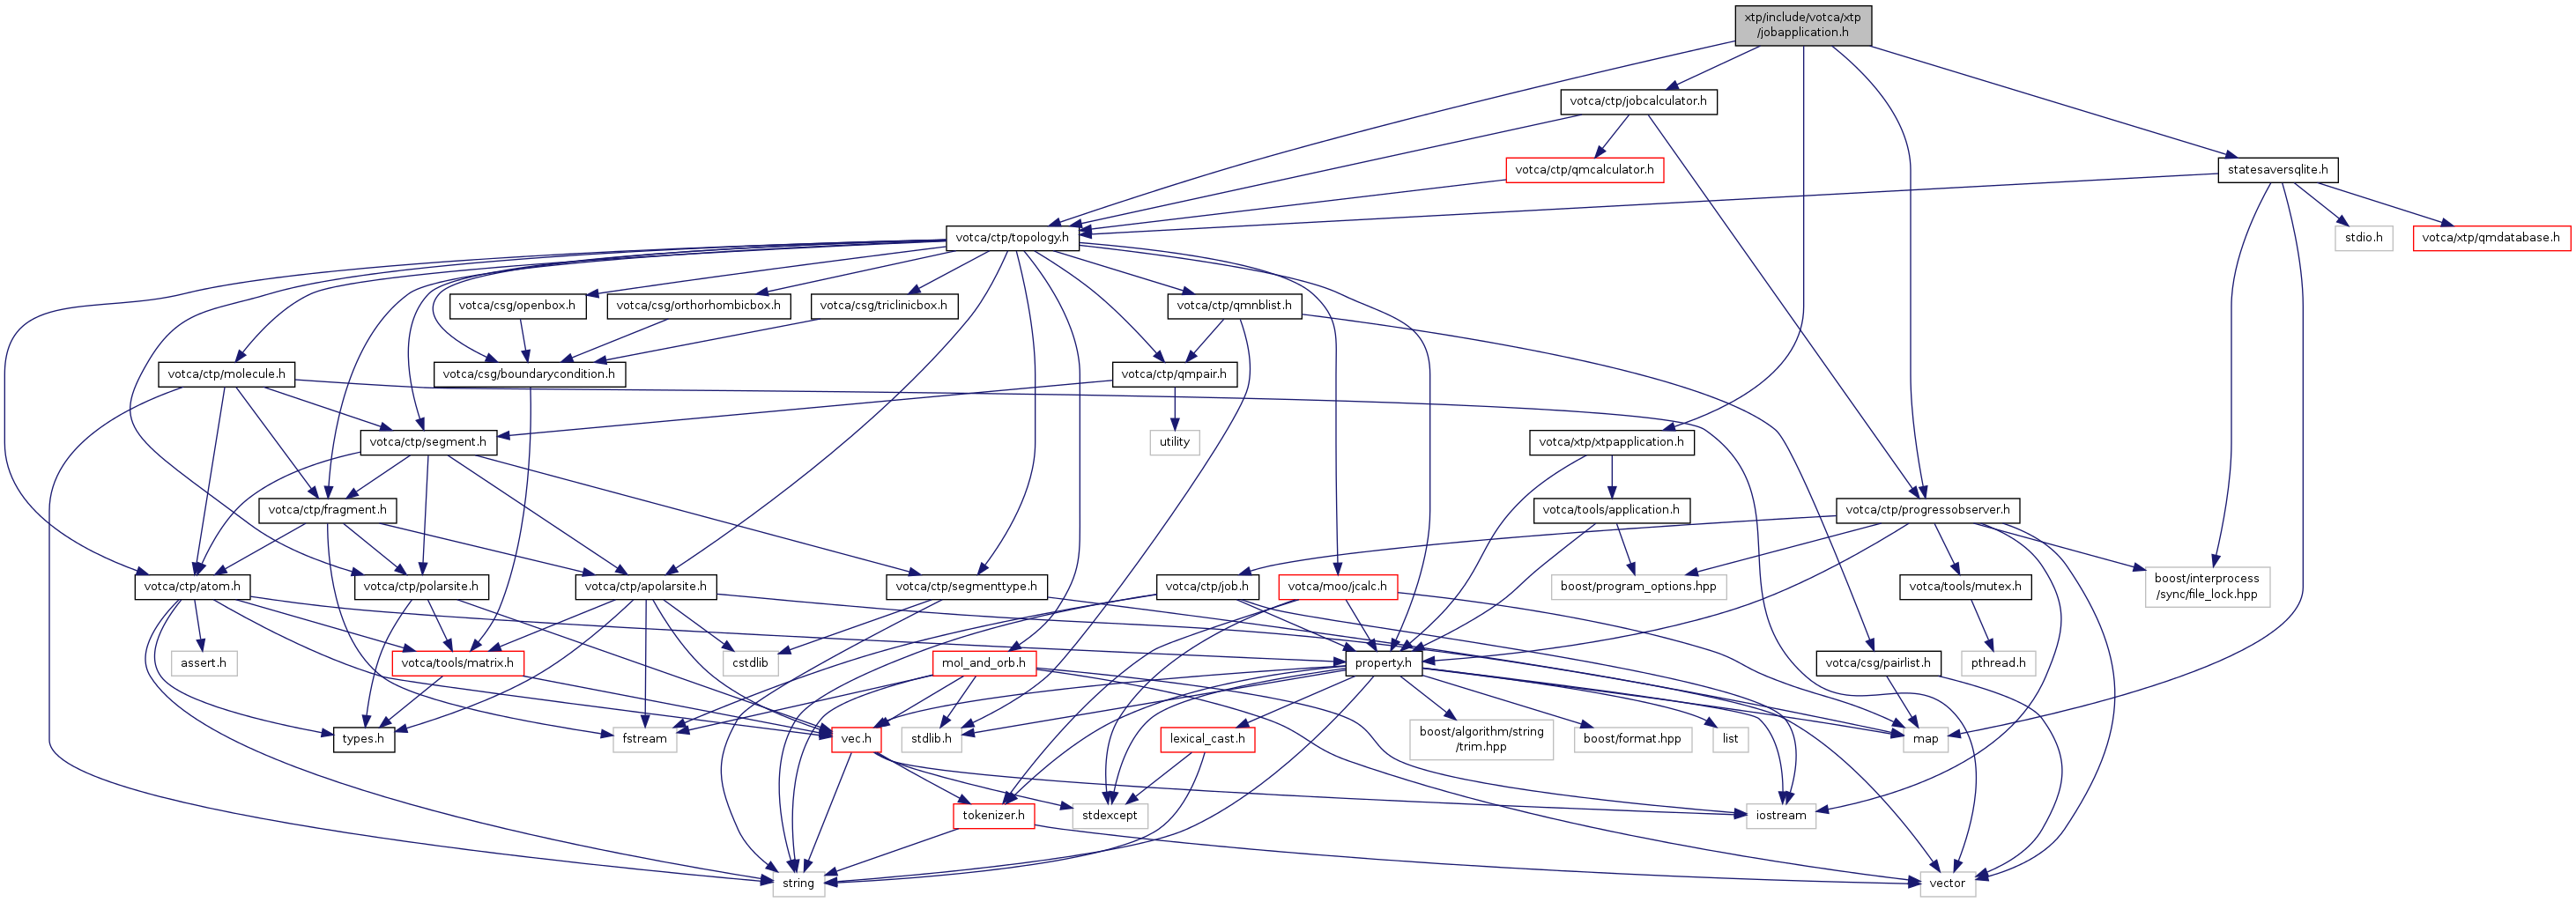 xtp/include/votca/xtp
/jobapplication.h
votca/ctp/jobcalculator.h
votca/ctp/qmcalculator.h
statesaversqlite.h
votca/ctp/topology.h
stdio.h
votca/xtp/qmdatabase.h
votca/csg/openbox.h
votca/csg/orthorhombicbox.h
votca/csg/triclinicbox.h
votca/ctp/qmnblist.h
votca/ctp/molecule.h
votca/csg/boundarycondition.h
votca/ctp/qmpair.h
votca/ctp/segment.h
utility
votca/xtp/xtpapplication.h
votca/ctp/fragment.h
votca/tools/application.h
votca/ctp/progressobserver.h
votca/ctp/atom.h
votca/ctp/polarsite.h
votca/ctp/apolarsite.h
votca/ctp/segmenttype.h
votca/ctp/job.h
votca/moo/jcalc.h
boost/program_options.hpp
votca/tools/mutex.h
boost/interprocess
/sync/file_lock.hpp
assert.h
votca/tools/matrix.h
cstdlib
mol_and_orb.h
property.h
votca/csg/pairlist.h
pthread.h
types.h
fstream
vec.h
stdlib.h
lexical_cast.h
boost/algorithm/string
/trim.hpp
boost/format.hpp
list
map
tokenizer.h
stdexcept
iostream
string
vector